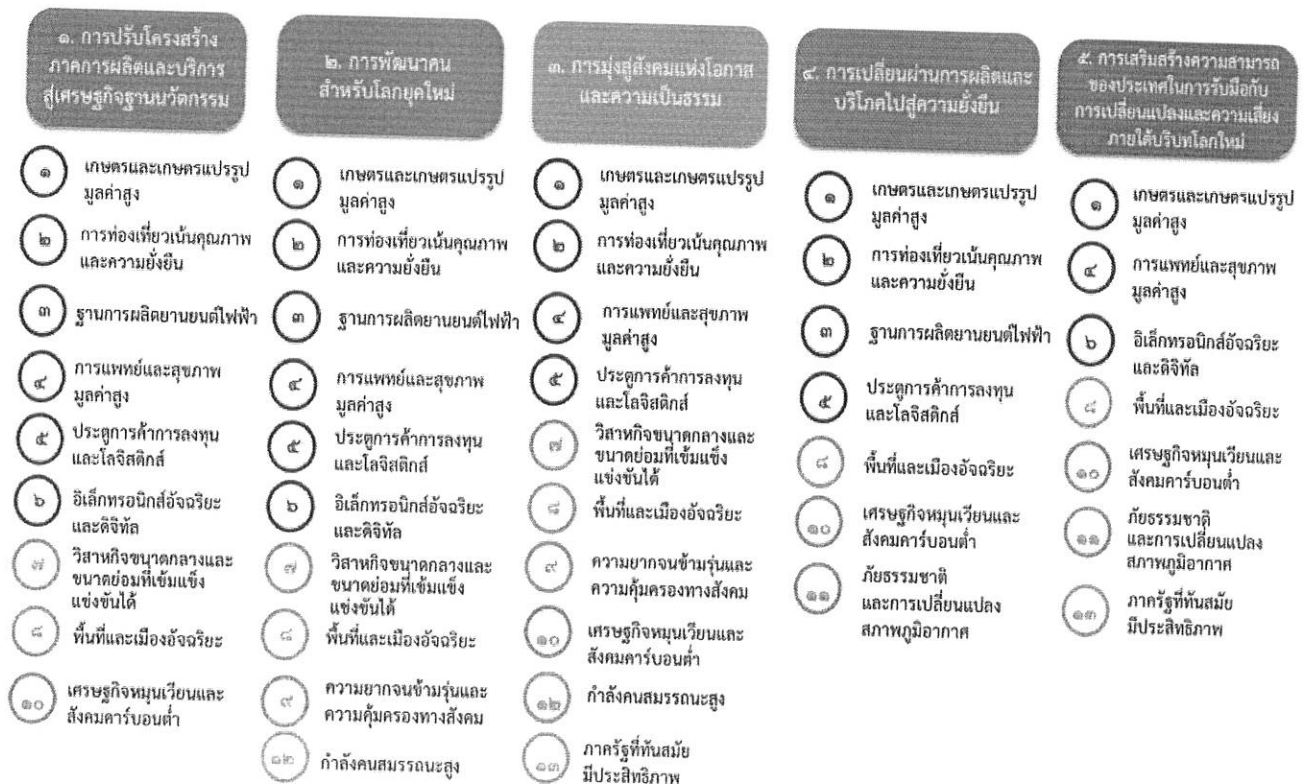 ๑. การปรับโครงสร้าง
ภาคการผลิตและบริการ
สู่เศรษฐกิจฐานนวัตกรรม
๑ เกษตรและเกษตรแปรรูป
มูลค่าสูง
๒ การท่องเที่ยวเน้นคุณภาพ
และความยั่งยืน
๓ ฐานการผลิตยานยนต์ไฟฟ้า
๔ การแพทย์และสุขภาพ
มูลค่าสูง
๕ ประตูการค้าการลงทุน
และโลจิสติกส์
๖ อิเล็กทรอนิกส์อัจฉริยะ
และดิจิทัล
๗ วิสาหกิจขนาดกลางและ
ขนาดย่อมที่เข้มแข็ง
แข่งขันได้
๘ พื้นที่และเมืองอัจฉริยะ
๑๐ เศรษฐกิจหมุนเวียนและ
สังคมคาร์บอนต่ำ
๒. การพัฒนาคน
สำหรับโลกยุคใหม่
๑ เกษตรและเกษตรแปรรูป
มูลค่าสูง
๒ การท่องเที่ยวเน้นคุณภาพ
และความยั่งยืน
๓ ฐานการผลิตยานยนต์ไฟฟ้า
๔ การแพทย์และสุขภาพ
มูลค่าสูง
๕ ประตูการค้าการลงทุน
และโลจิสติกส์
๖ อิเล็กทรอนิกส์อัจฉริยะ
และดิจิทัล
๗ วิสาหกิจขนาดกลางและ
ขนาดย่อมที่เข้มแข็ง
แข่งขันได้
๘ พื้นที่และเมืองอัจฉริยะ
๙ ความยากจนข้ามรุ่นและ
ความคุ้มครองทางสังคม
๑๒ กำลังคนสมรรถนะสูง
๓. การมุ่งสู่สังคมแห่งโอกาส
และความเป็นธรรม
๑ เกษตรและเกษตรแปรรูป
มูลค่าสูง
๒ การท่องเที่ยวเน้นคุณภาพ
และความยั่งยืน
๔ การแพทย์และสุขภาพ
มูลค่าสูง
๕ ประตูการค้าการลงทุน
และโลจิสติกส์
๗ วิสาหกิจขนาดกลางและ
ขนาดย่อมที่เข้มแข็ง
แข่งขันได้
๘ พื้นที่และเมืองอัจฉริยะ
๙ ความยากจนข้ามรุ่นและ
ความคุ้มครองทางสังคม
๑๐ เศรษฐกิจหมุนเวียนและ
สังคมคาร์บอนต่ำ
๑๒ กำลังคนสมรรถนะสูง
๑๓ ภาครัฐที่ทันสมัย
มีประสิทธิภาพ
๔. การเปลี่ยนผ่านการผลิตและ
บริโภคไปสู่ความยั่งยืน
๑ เกษตรและเกษตรแปรรูป
มูลค่าสูง
๒ การท่องเที่ยวเน้นคุณภาพ
และความยั่งยืน
๓ ฐานการผลิตยานยนต์ไฟฟ้า
๕ ประตูการค้าการลงทุน
และโลจิสติกส์
๘ พื้นที่และเมืองอัจฉริยะ
๑๐ เศรษฐกิจหมุนเวียนและ
สังคมคาร์บอนต่ำ
๑๑ ภัยธรรมชาติ
และการเปลี่ยนแปลง
สภาพภูมิอากาศ
๕. การเสริมสร้างความสามารถ
ของประเทศในการรับมือกับ
การเปลี่ยนแปลงและความเสี่ยง
ภายใต้บริบทโลกใหม่
๑ เกษตรและเกษตรแปรรูป
มูลค่าสูง
๔ การแพทย์และสุขภาพ
มูลค่าสูง
๖ อิเล็กทรอนิกส์อัจฉริยะ
และดิจิทัล
๘ พื้นที่และเมืองอัจฉริยะ
๑๐ เศรษฐกิจหมุนเวียนและ
สังคมคาร์บอนต่ำ
๑๑ ภัยธรรมชาติ
และการเปลี่ยนแปลง
สภาพภูมิอากาศ
๑๓ ภาครัฐที่ทันสมัย
มีประสิทธิภาพ